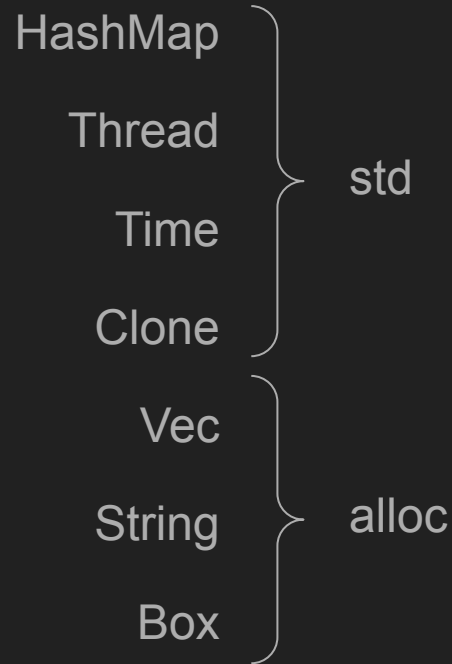 HashMap
Thread
Time
Clone
std
Vec
String
Box
alloc